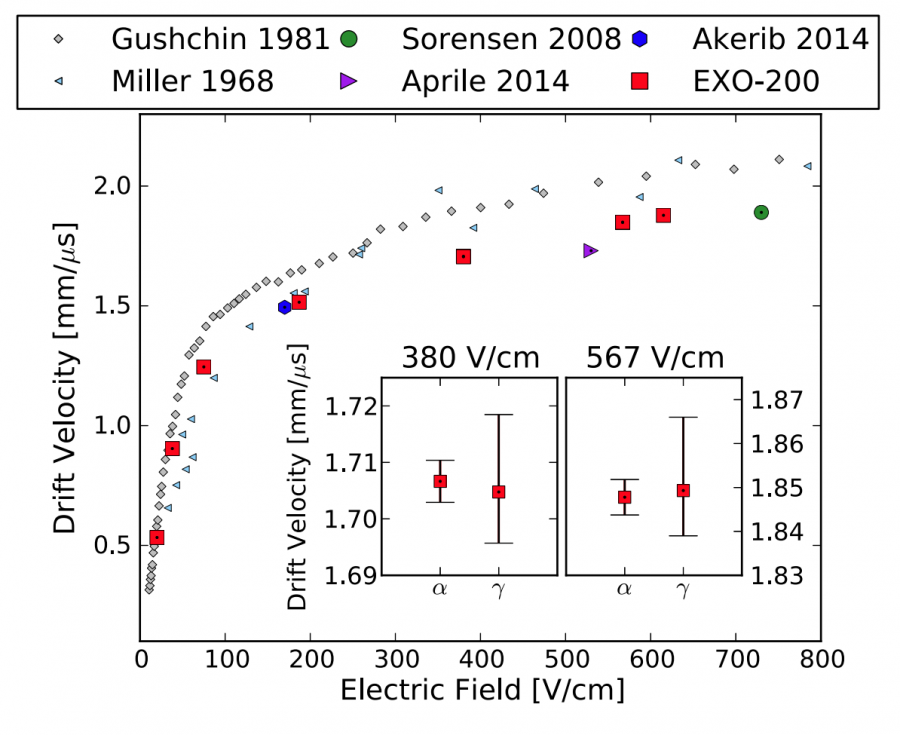 Gushchin 1981 Sorensen 2008 Akerib 2014
Miller 1968 Aprile 2014 EXO-200
Drift Velocity [mm/μs]
2.0
1.5
1.0
0.5
0 100 200 300 400 500 600 700 800
Electric Field [V/cm]
380 V/cm 567 V/cm
Drift Velocity [mm/μs]
1.72
1.71
1.70
1.69
α γ
1.87
1.86
1.85
1.84
1.83
α γ